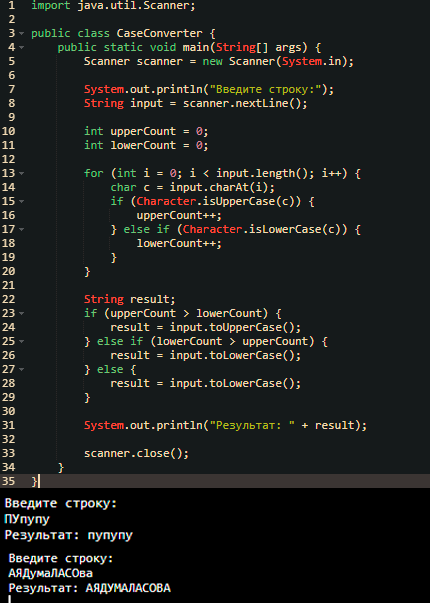 1 import java.util.Scanner;
2
3 public class CaseConverter {
4 public static void main(String[] args) {
5 Scanner scanner = new Scanner(System.in);
6
7 System.out.println("Введите строку:");
8 String input = scanner.nextLine();
9
10 int upperCount = 0;
11 int lowerCount = 0;
12
13 for (int i = 0; i < input.length(); i++) {
14 char c = input.charAt(i);
15 if (Character.isUpperCase(c)) {
16 upperCount++;
17 } else if (Character.isLowerCase(c)) {
18 lowerCount++;
19 }
20 }
21
22 String result;
23 if (upperCount > lowerCount) {
24 result = input.toUpperCase();
25 } else if (lowerCount > upperCount) {
26 result = input.toLowerCase();
27 } else {
28 result = input.toLowerCase();
29 }
30
31 System.out.println("Результат: " + result);
32
33 scanner.close();
34 }
35 }
Введите строку:
ПУпупу
Результат: пупупу
Введите строку:
АЯДумаЛАСОва
Результат: АЯДУМАЛАСОВА